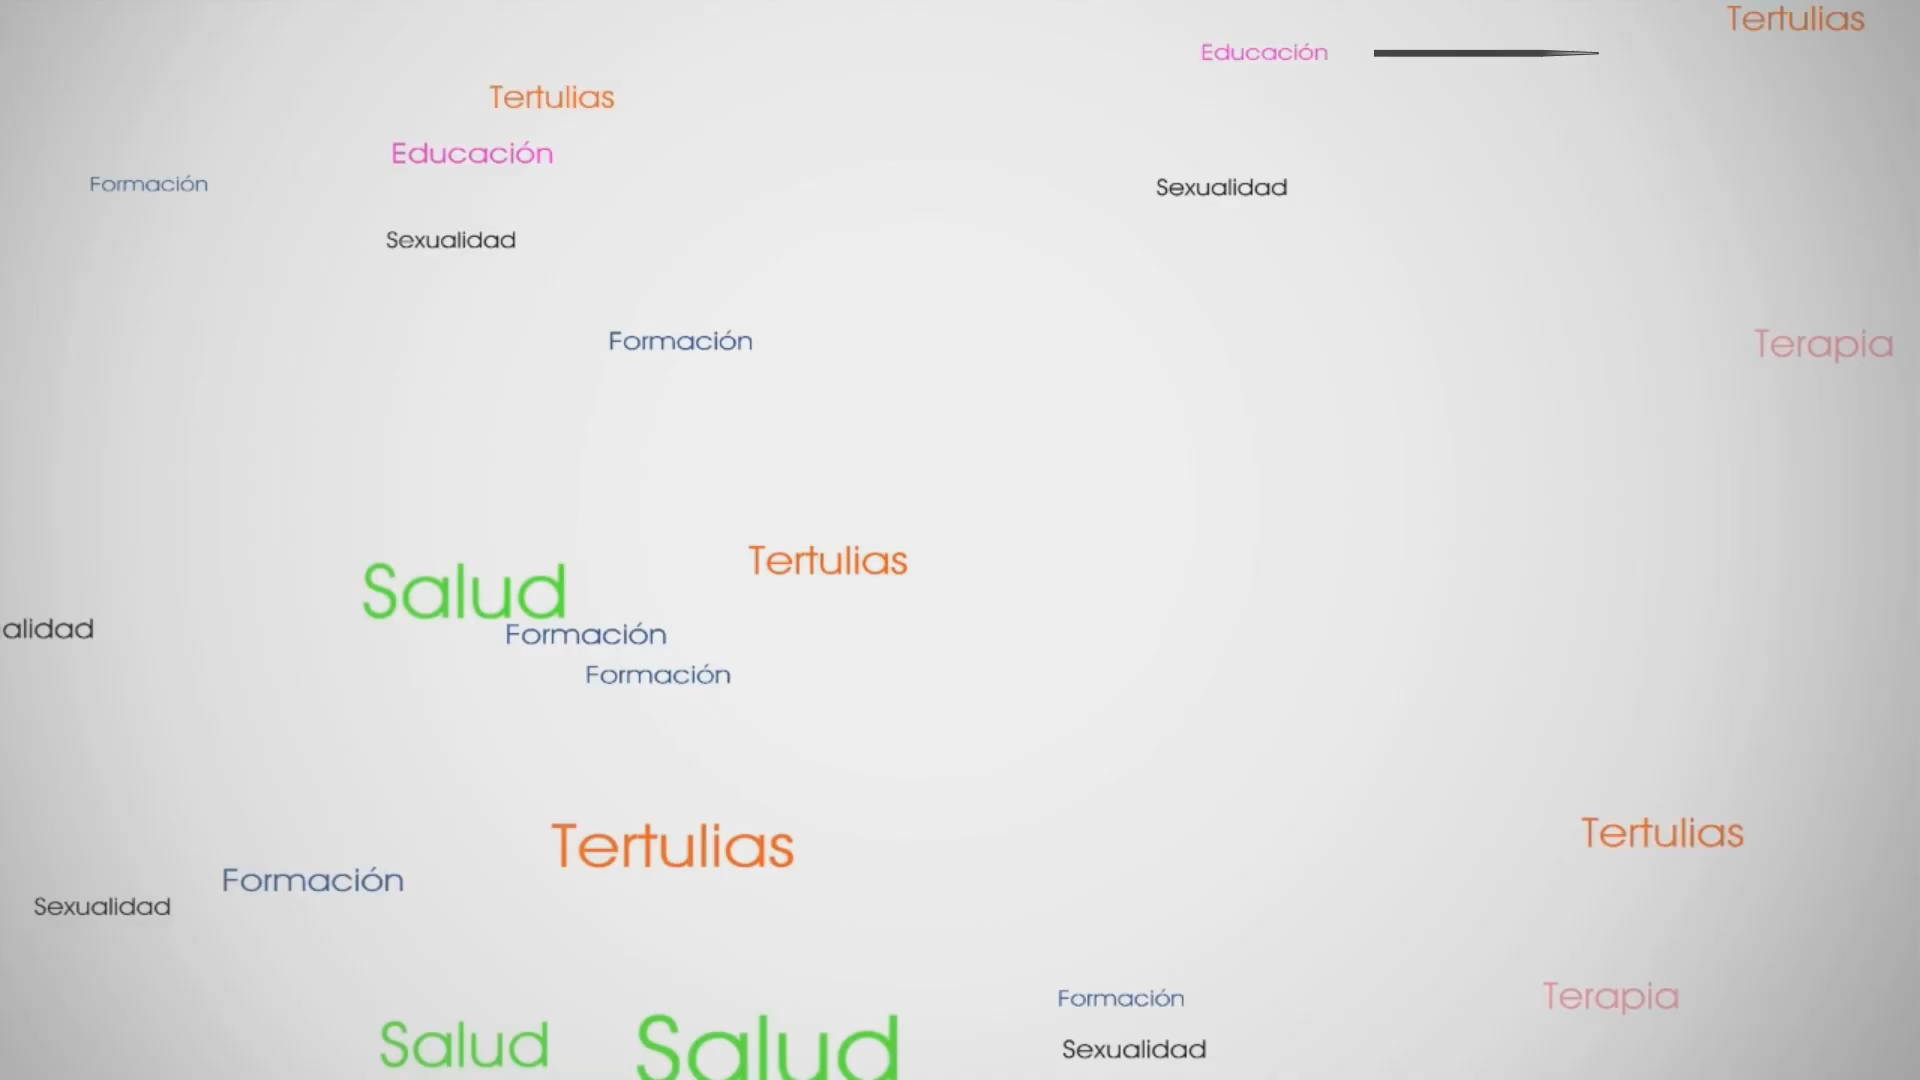 Tertulias
Educación
Tertulias
Educación
Formación
Sexualidad
Sexualidad
Formación
Terapia
Tertulias
Salud
alidad
Formación
Formación
Tertulias
Tertulias
Formación
Sexualidad
Terapia
Formación
Salud
Salud
Sexualidad